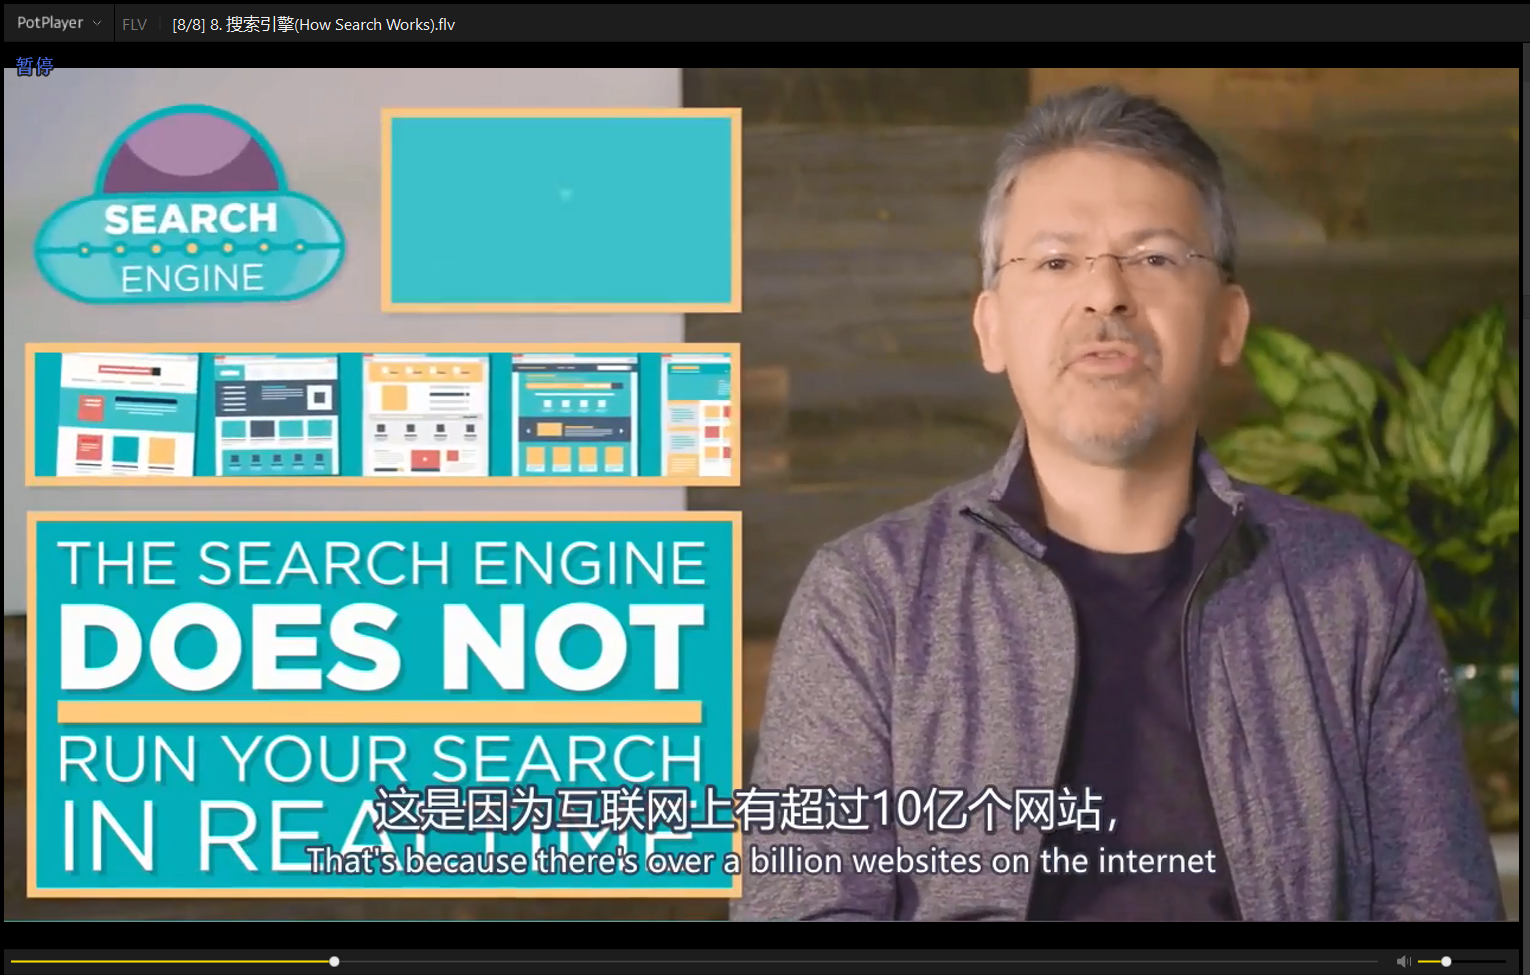 PotPlayer
FLV
[8/8] 8. 搜索引擎(How Search Works).flv
暂停
SEARCH
ENGINE
THE SEARCH ENGINE
DOES NOT
RUN YOUR SEARCH
IN REAL TIME
这是因为互联网上有超过10亿个网站，
That's because there's over a billion websites on the internet